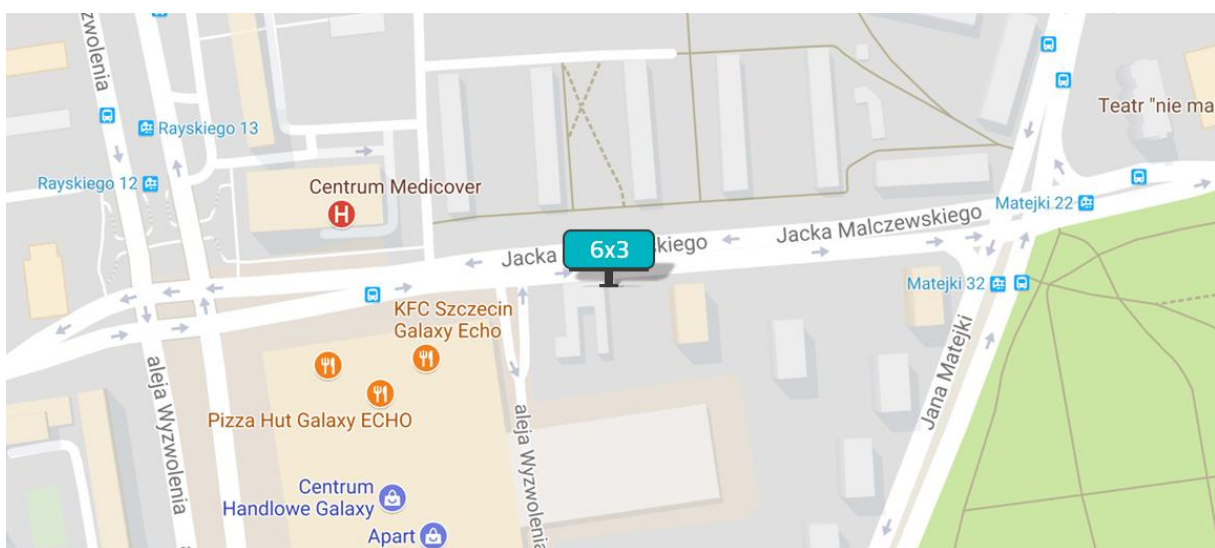 zwolenia
Rayskiego 13
Teatr "nie ma
Rayskiego 12
Centrum Medicover
H
Matejki 22
Jacka Malczewskiego
Jacka
6x3
kiego
Matejki 32
KFC Szczecin
Galaxy Echo
Jana Matejki
aleja Wyzwolenia
Pizza Hut Galaxy ECHO
aleja Wyzwolenia
Centrum
Handlowe Galaxy
Apart